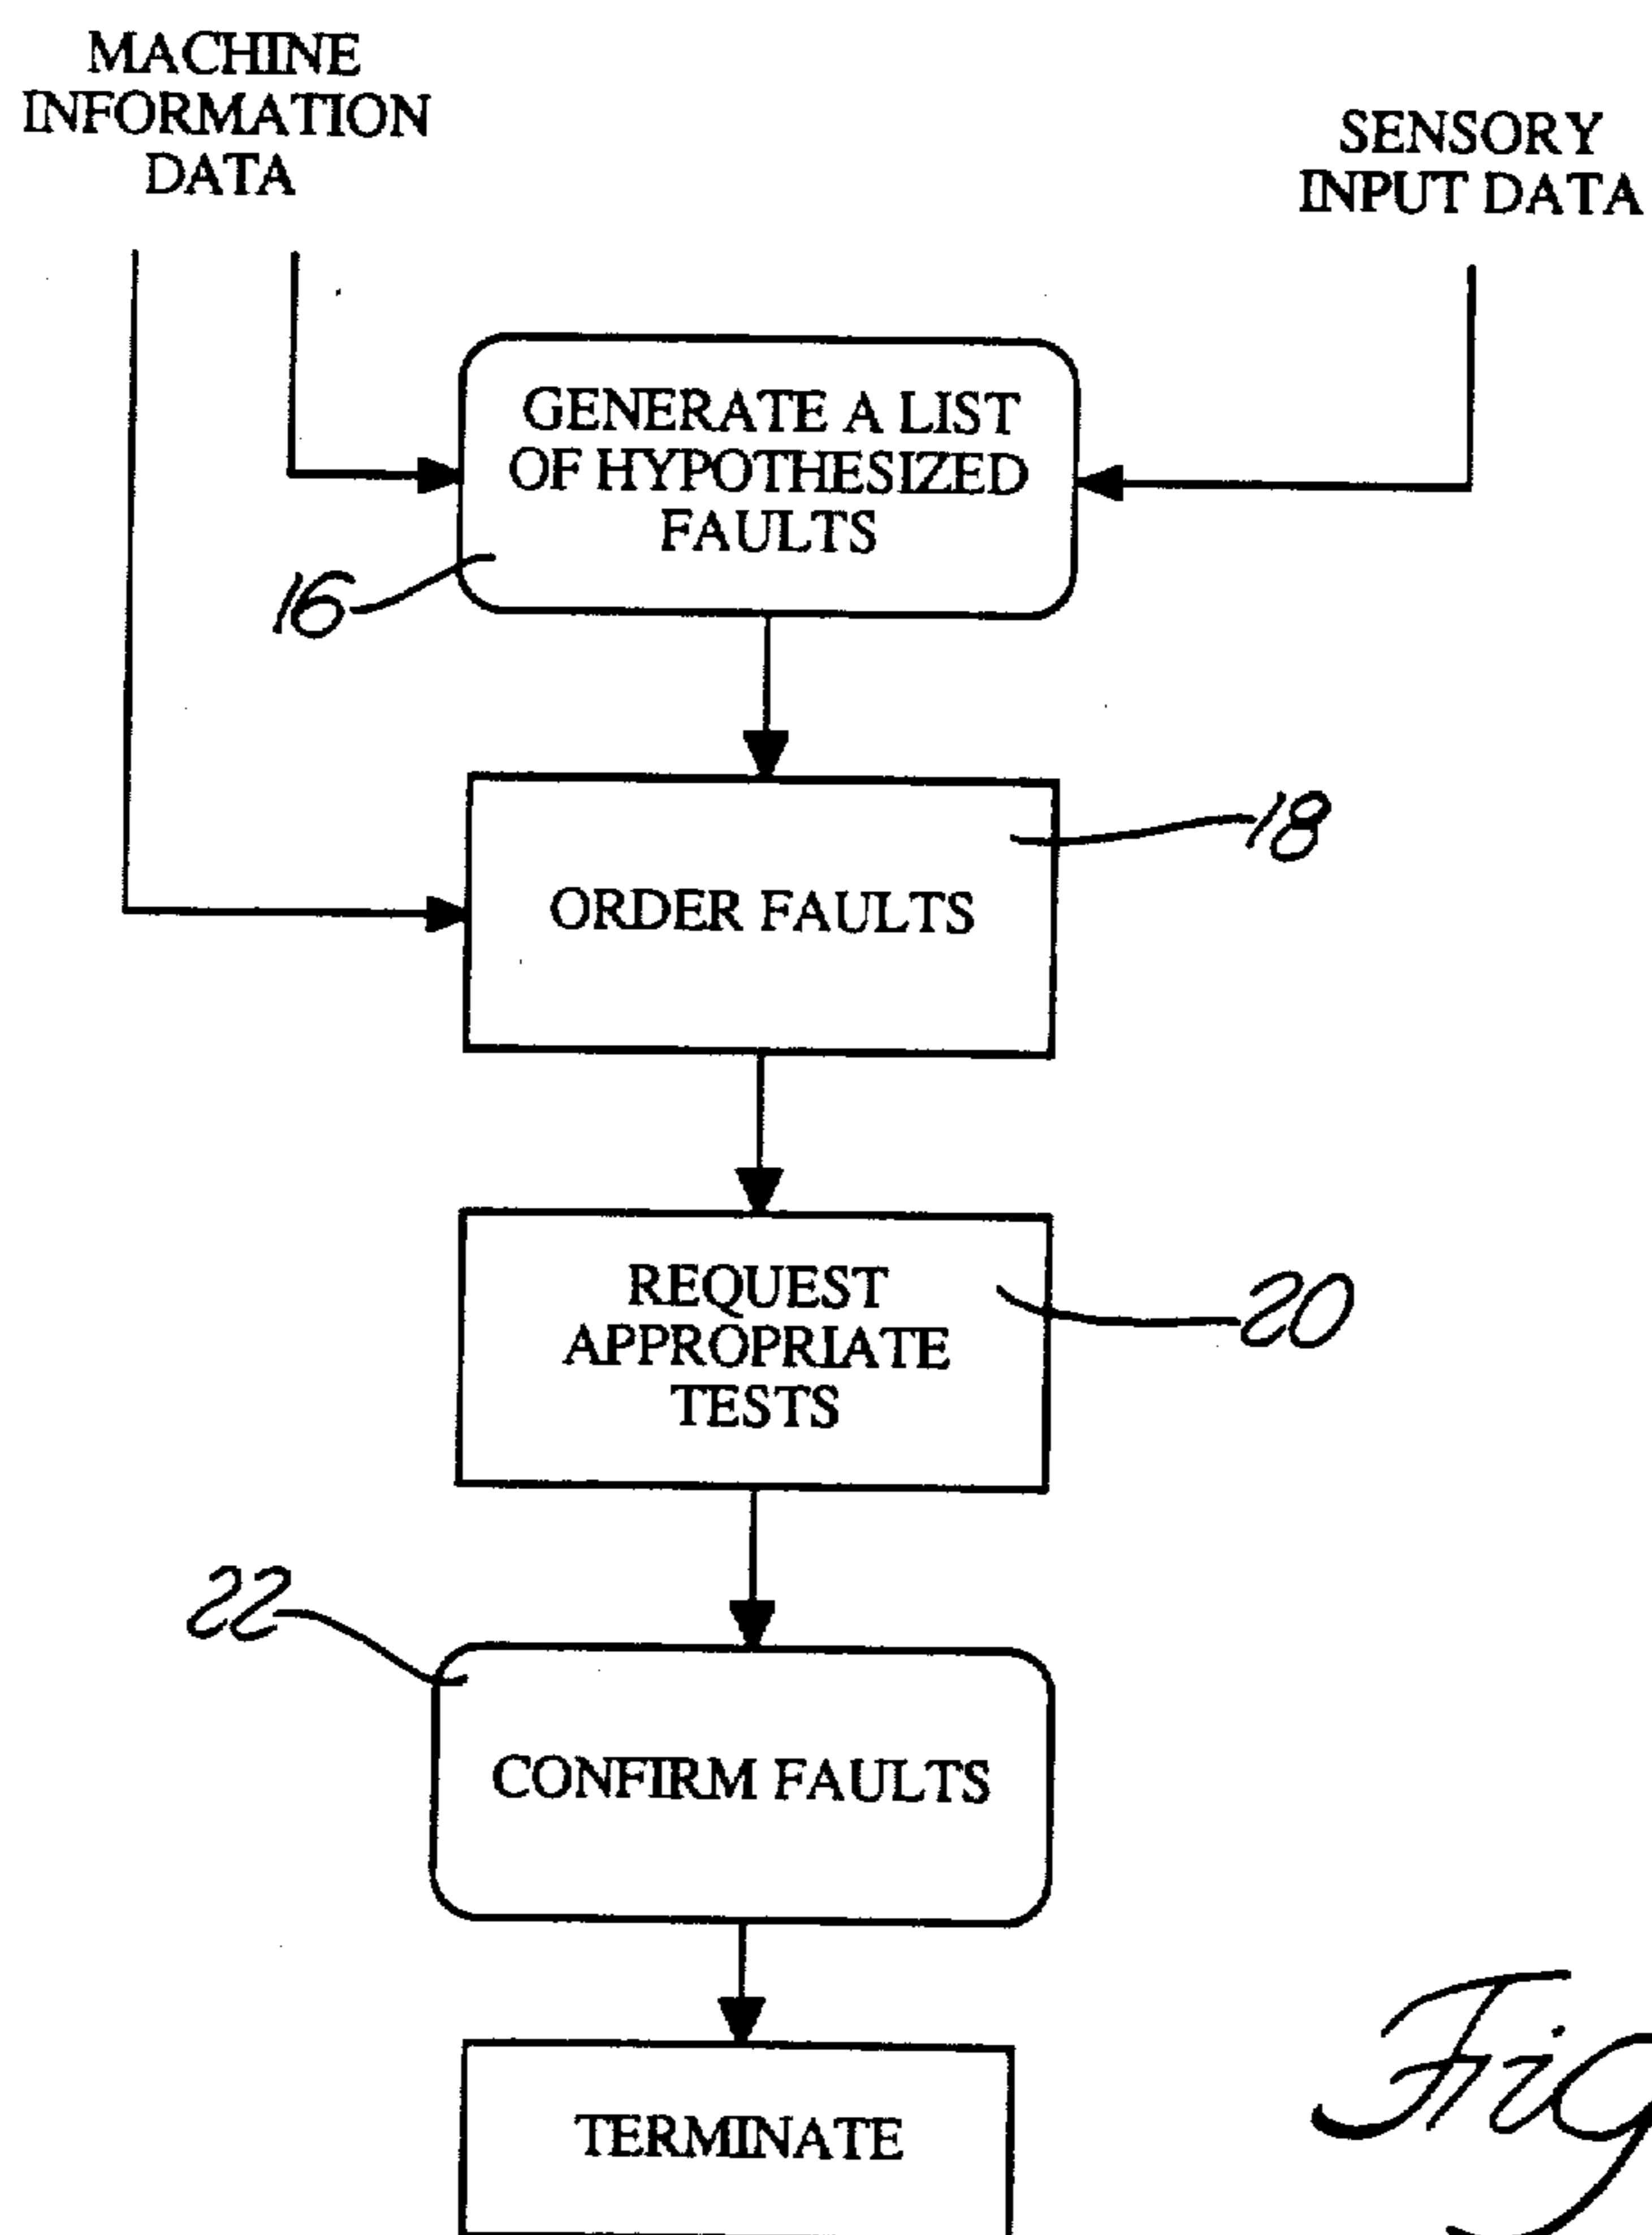 MACHINE
INFORMATION
DATA
SENSORY
INPUT DATA
GENERATE A LIST
OF HYPOTHESIZED
FAULTS
16
18
ORDER FAULTS
REQUEST
APPROPRIATE
TESTS
20
22
CONFIRM FAULTS
TERMINATE
Fig